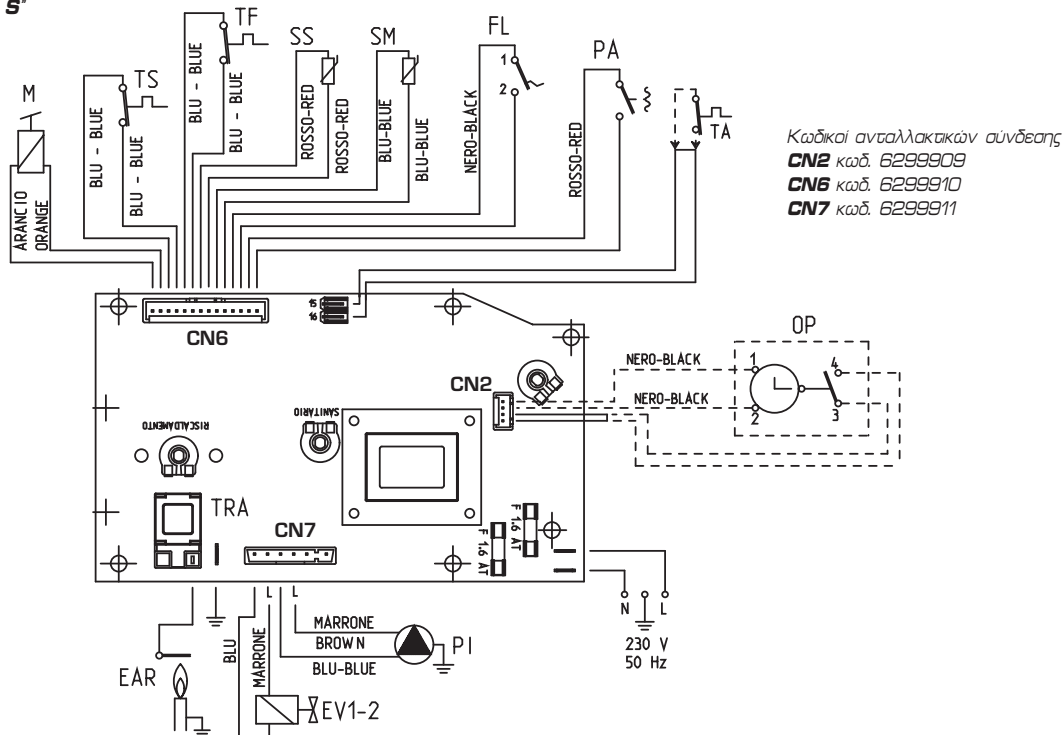 S"
TF
SS
SM
FL
PA
M
TS
TA
BLU - BLUE
BLU - BLUE
BLU - BLUE
BLU - BLUE
ROSSO-RED
ROSSO-RED
BLU-BLUE
BLU-BLUE
NERO-BLACK
1
2
ROSSO-RED
ARANCIO
ORANGE
Κωδικοί ανταλλακτικών σύνδεσης
CN2 κωδ. 6299909
CN6 κωδ. 6299910
CN7 κωδ. 6299911
15
16
CN6
OP
NERO-BLACK
1
4
CN2
NERO-BLACK
2
3
RISCALDAMENTO
SANITARIO
TRA
CN7
F 1.6 AT
F 1.6 AT
L
L
N
L
230 V
50 Hz
BLU
MARRONE
MARRONE
BROWN
BLU-BLUE
PI
EAR
EV1-2